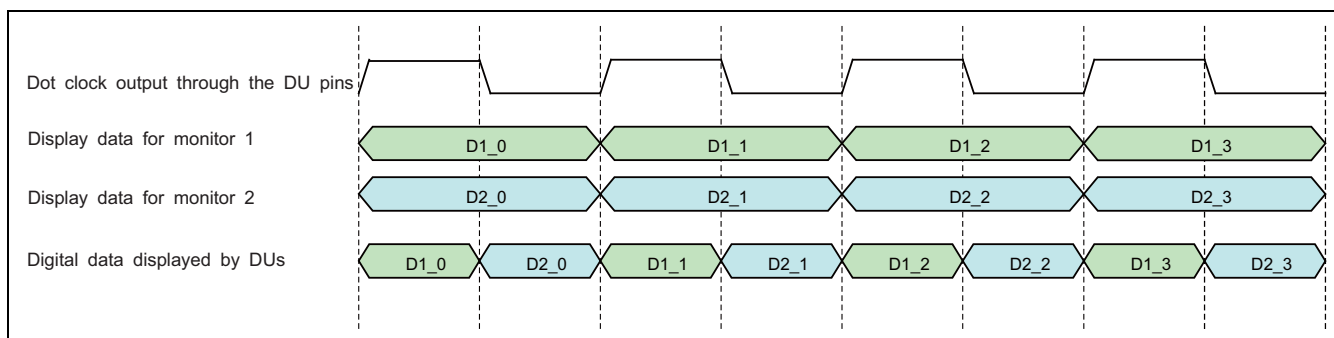 Dot clock output through the DU pins
Display data for monitor 1
D1_0 D1_1 D1_2 D1_3
Display data for monitor 2
D2_0 D2_1 D2_2 D2_3
Digital data displayed by DUs
D1_0 D2_0 D1_1 D2_1 D1_2 D2_2 D1_3 D2_3